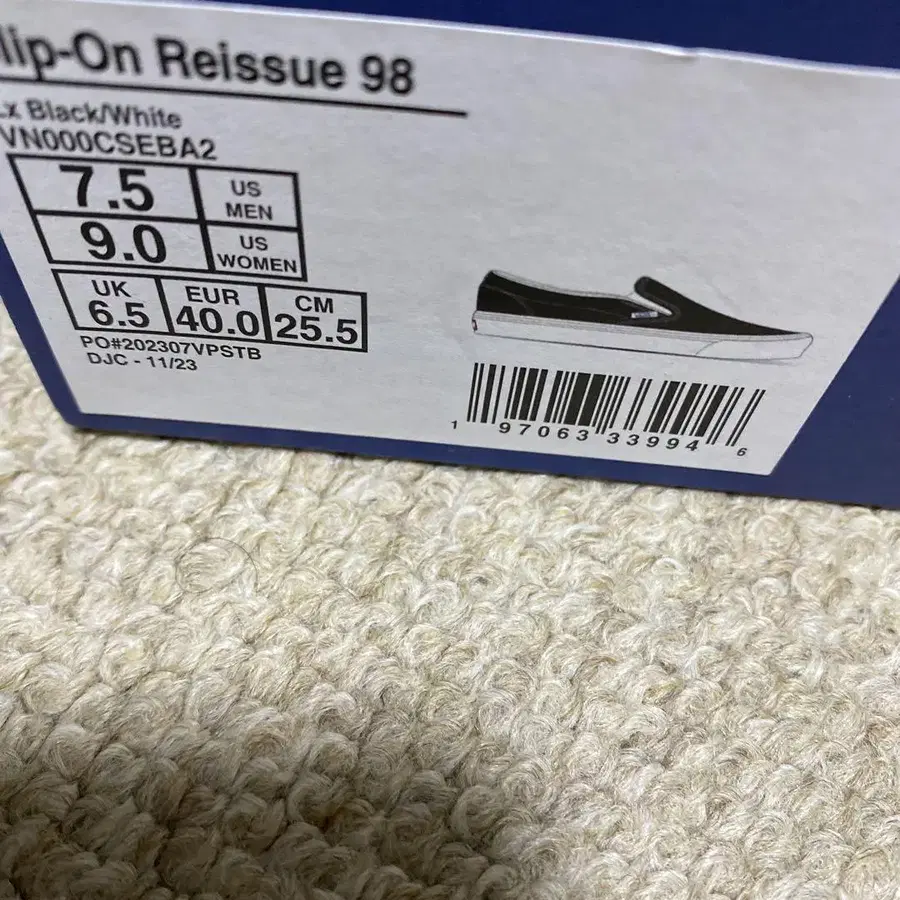 lip-On Reissue 98
Lx Black/White
VN000CSEBA2
7.5 US MEN
9.0 US WOMEN
UK EUR CM
6.5 40.0 25.5
PO#202307VPSTB
DJC - 11/23
1 97063 33994 6